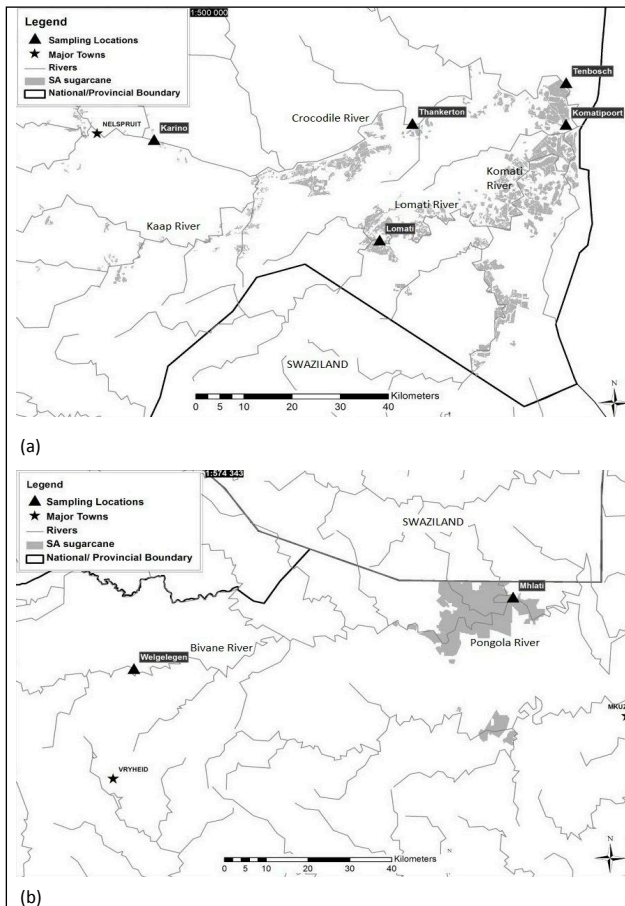 1:500 000
Legend
Sampling Locations
Major Towns
Rivers
SA sugarcane
National/Provincial Boundary
Tenbosch
Komatipoort
Thankerton
Crocodile River
NELSPRUIT
Karino
Komati
River
Lomati River
Kaap River
Lomati
SWAZILAND
Kilometers
0 5 10 20 30 40
N
(a)
1:574 343
Legend
Sampling Locations
Major Towns
Rivers
SA sugarcane
National/ Provincial Boundary
SWAZILAND
Mhlati
Bivane River
Pongola River
Welgelegen
MKUZ
VRYHEID
Kilometers
0 5 10 20 30 40
N
N
N
(b)